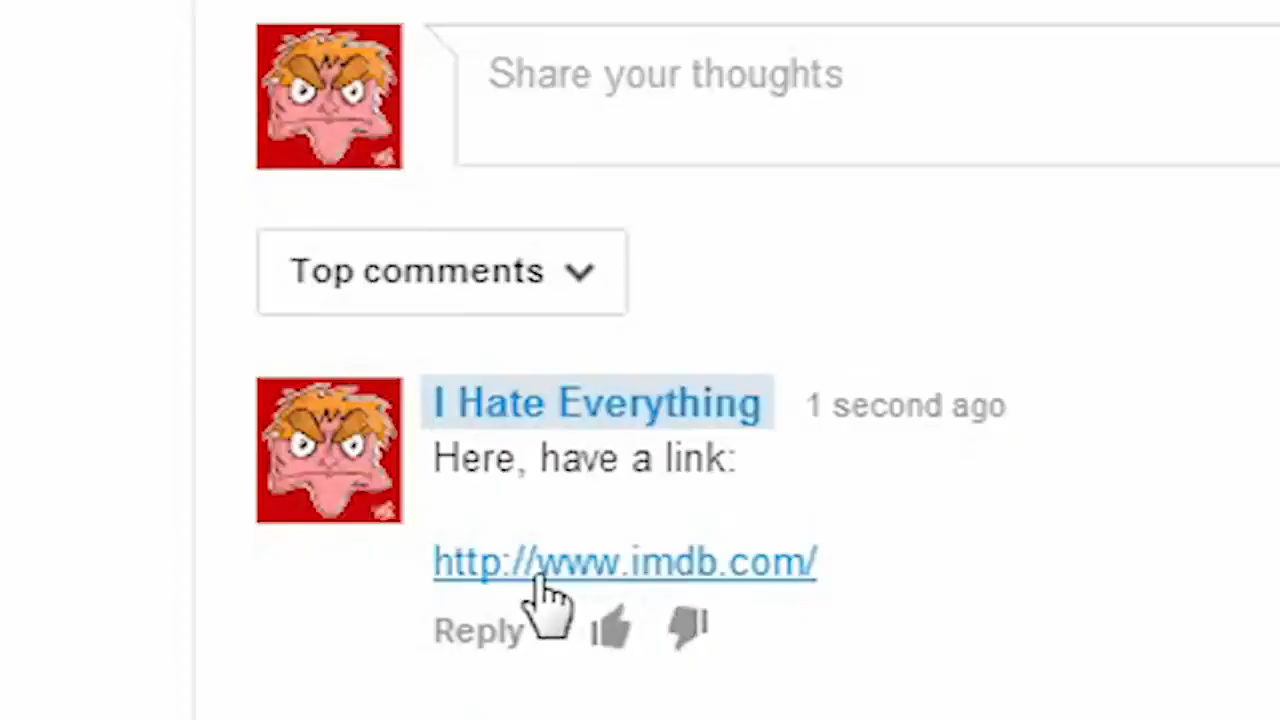 Share your thoughts
Top comments
I Hate Everything 1 second ago
Here, have a link:
http://www.imdb.com/
Reply